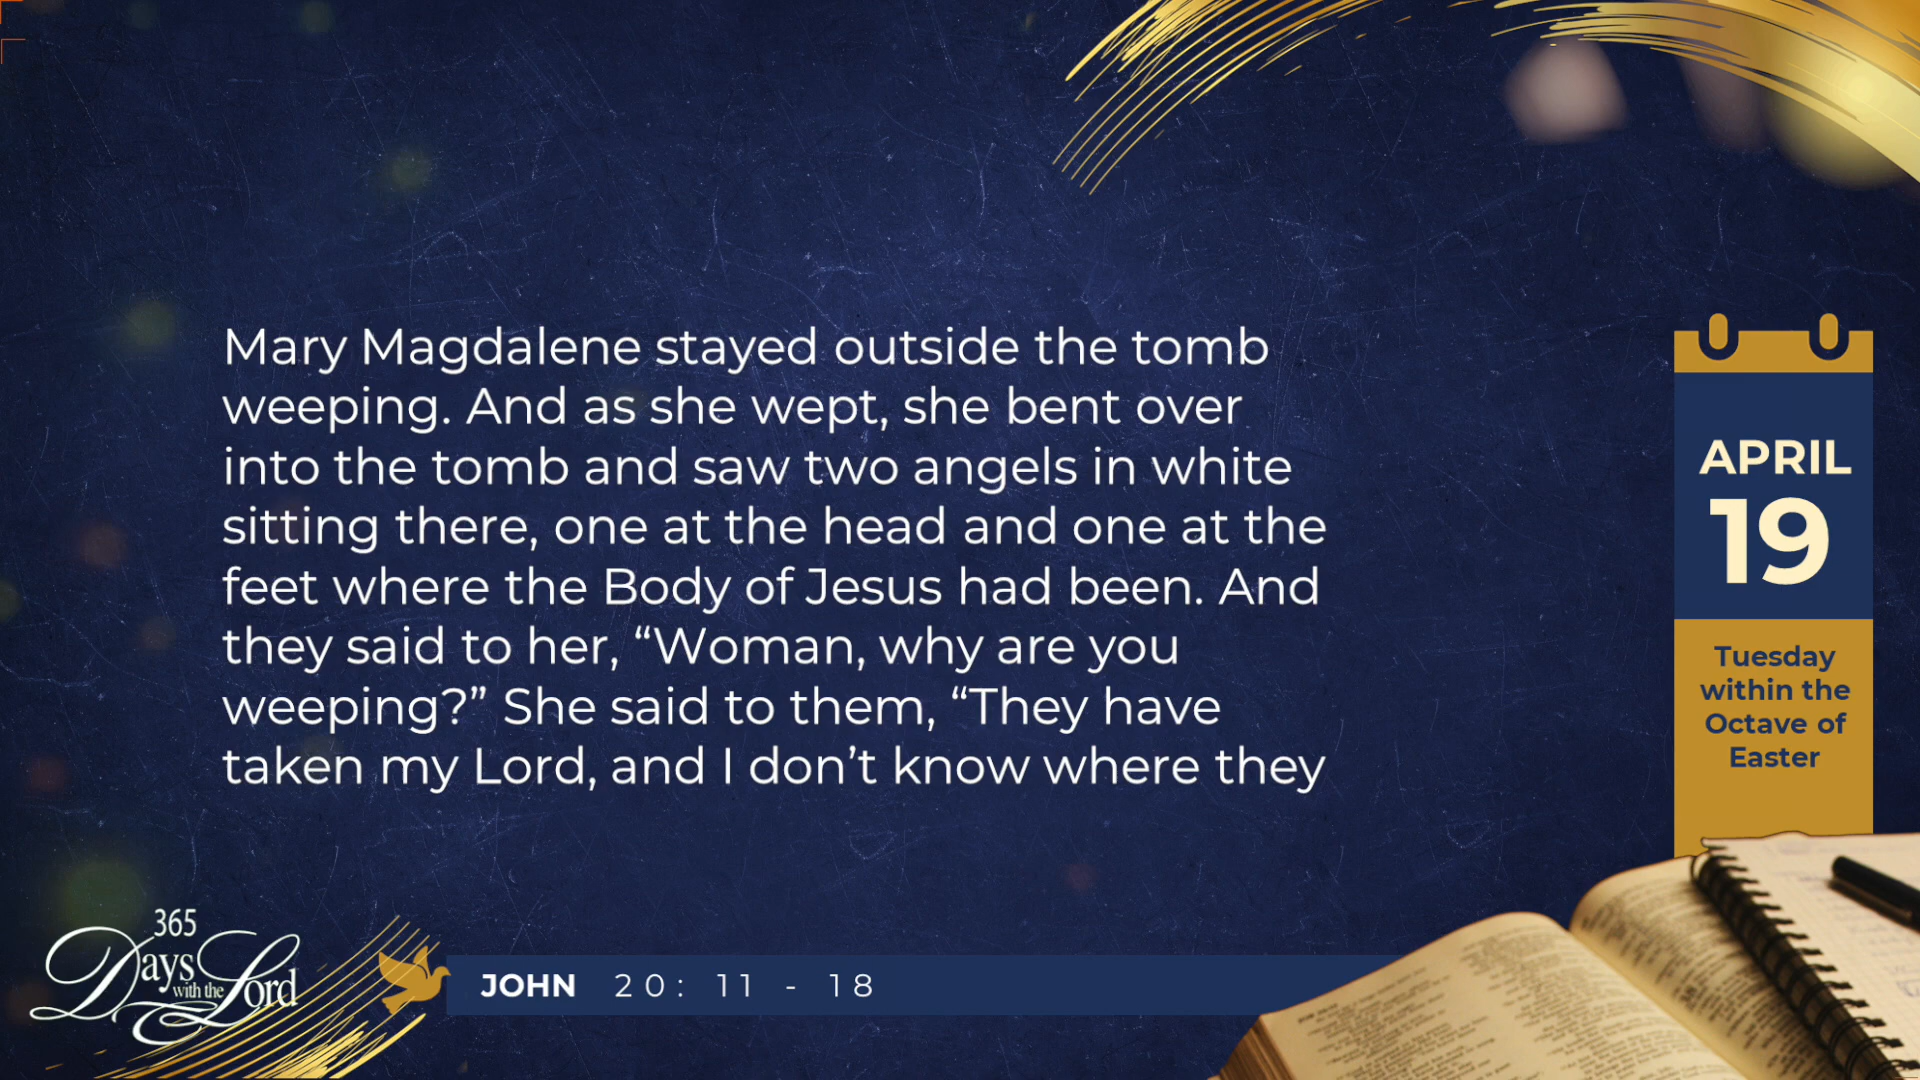 Mary Magdalene stayed outside the tomb
weeping. And as she wept, she bent over
into the tomb and saw two angels in white
sitting there, one at the head and one at the
feet where the Body of Jesus had been. And
they said to her, “Woman, why are you
weeping?” She said to them, “They have
taken my Lord, and I don’t know where they
APRIL
19
Tuesday
within the
Octave of
Easter
365
Days
with the
Lord
JOHN 20: 11 - 18